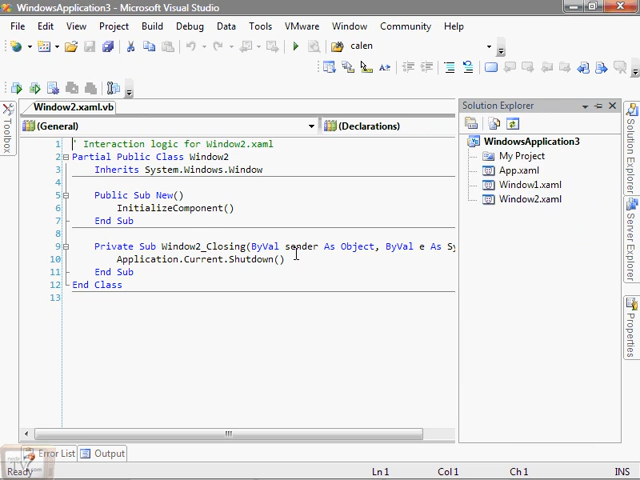 WindowsApplication3 - Microsoft Visual Studio
File Edit View Project Build Debug Data Tools VMware Window Community Help
calen
Window2.xaml.vb
(General) (Declarations)
1 ' Interaction logic for Window2.xaml
2 Partial Public Class Window2
3 Inherits System.Windows.Window
4
5 Public Sub New()
6 InitializeComponent()
7 End Sub
8
9 Private Sub Window2_Closing(ByVal sender As Object, ByVal e As Sy
10 Application.Current.Shutdown()
11 End Sub
12 End Class
13
Toolbox
Solution Explorer
WindowsApplication3
My Project
App.xaml
Window1.xaml
Window2.xaml
Solution Explorer
Server Explorer
Properties
Error List Output
Ready Ln 1 Col 1 Ch 1 INS